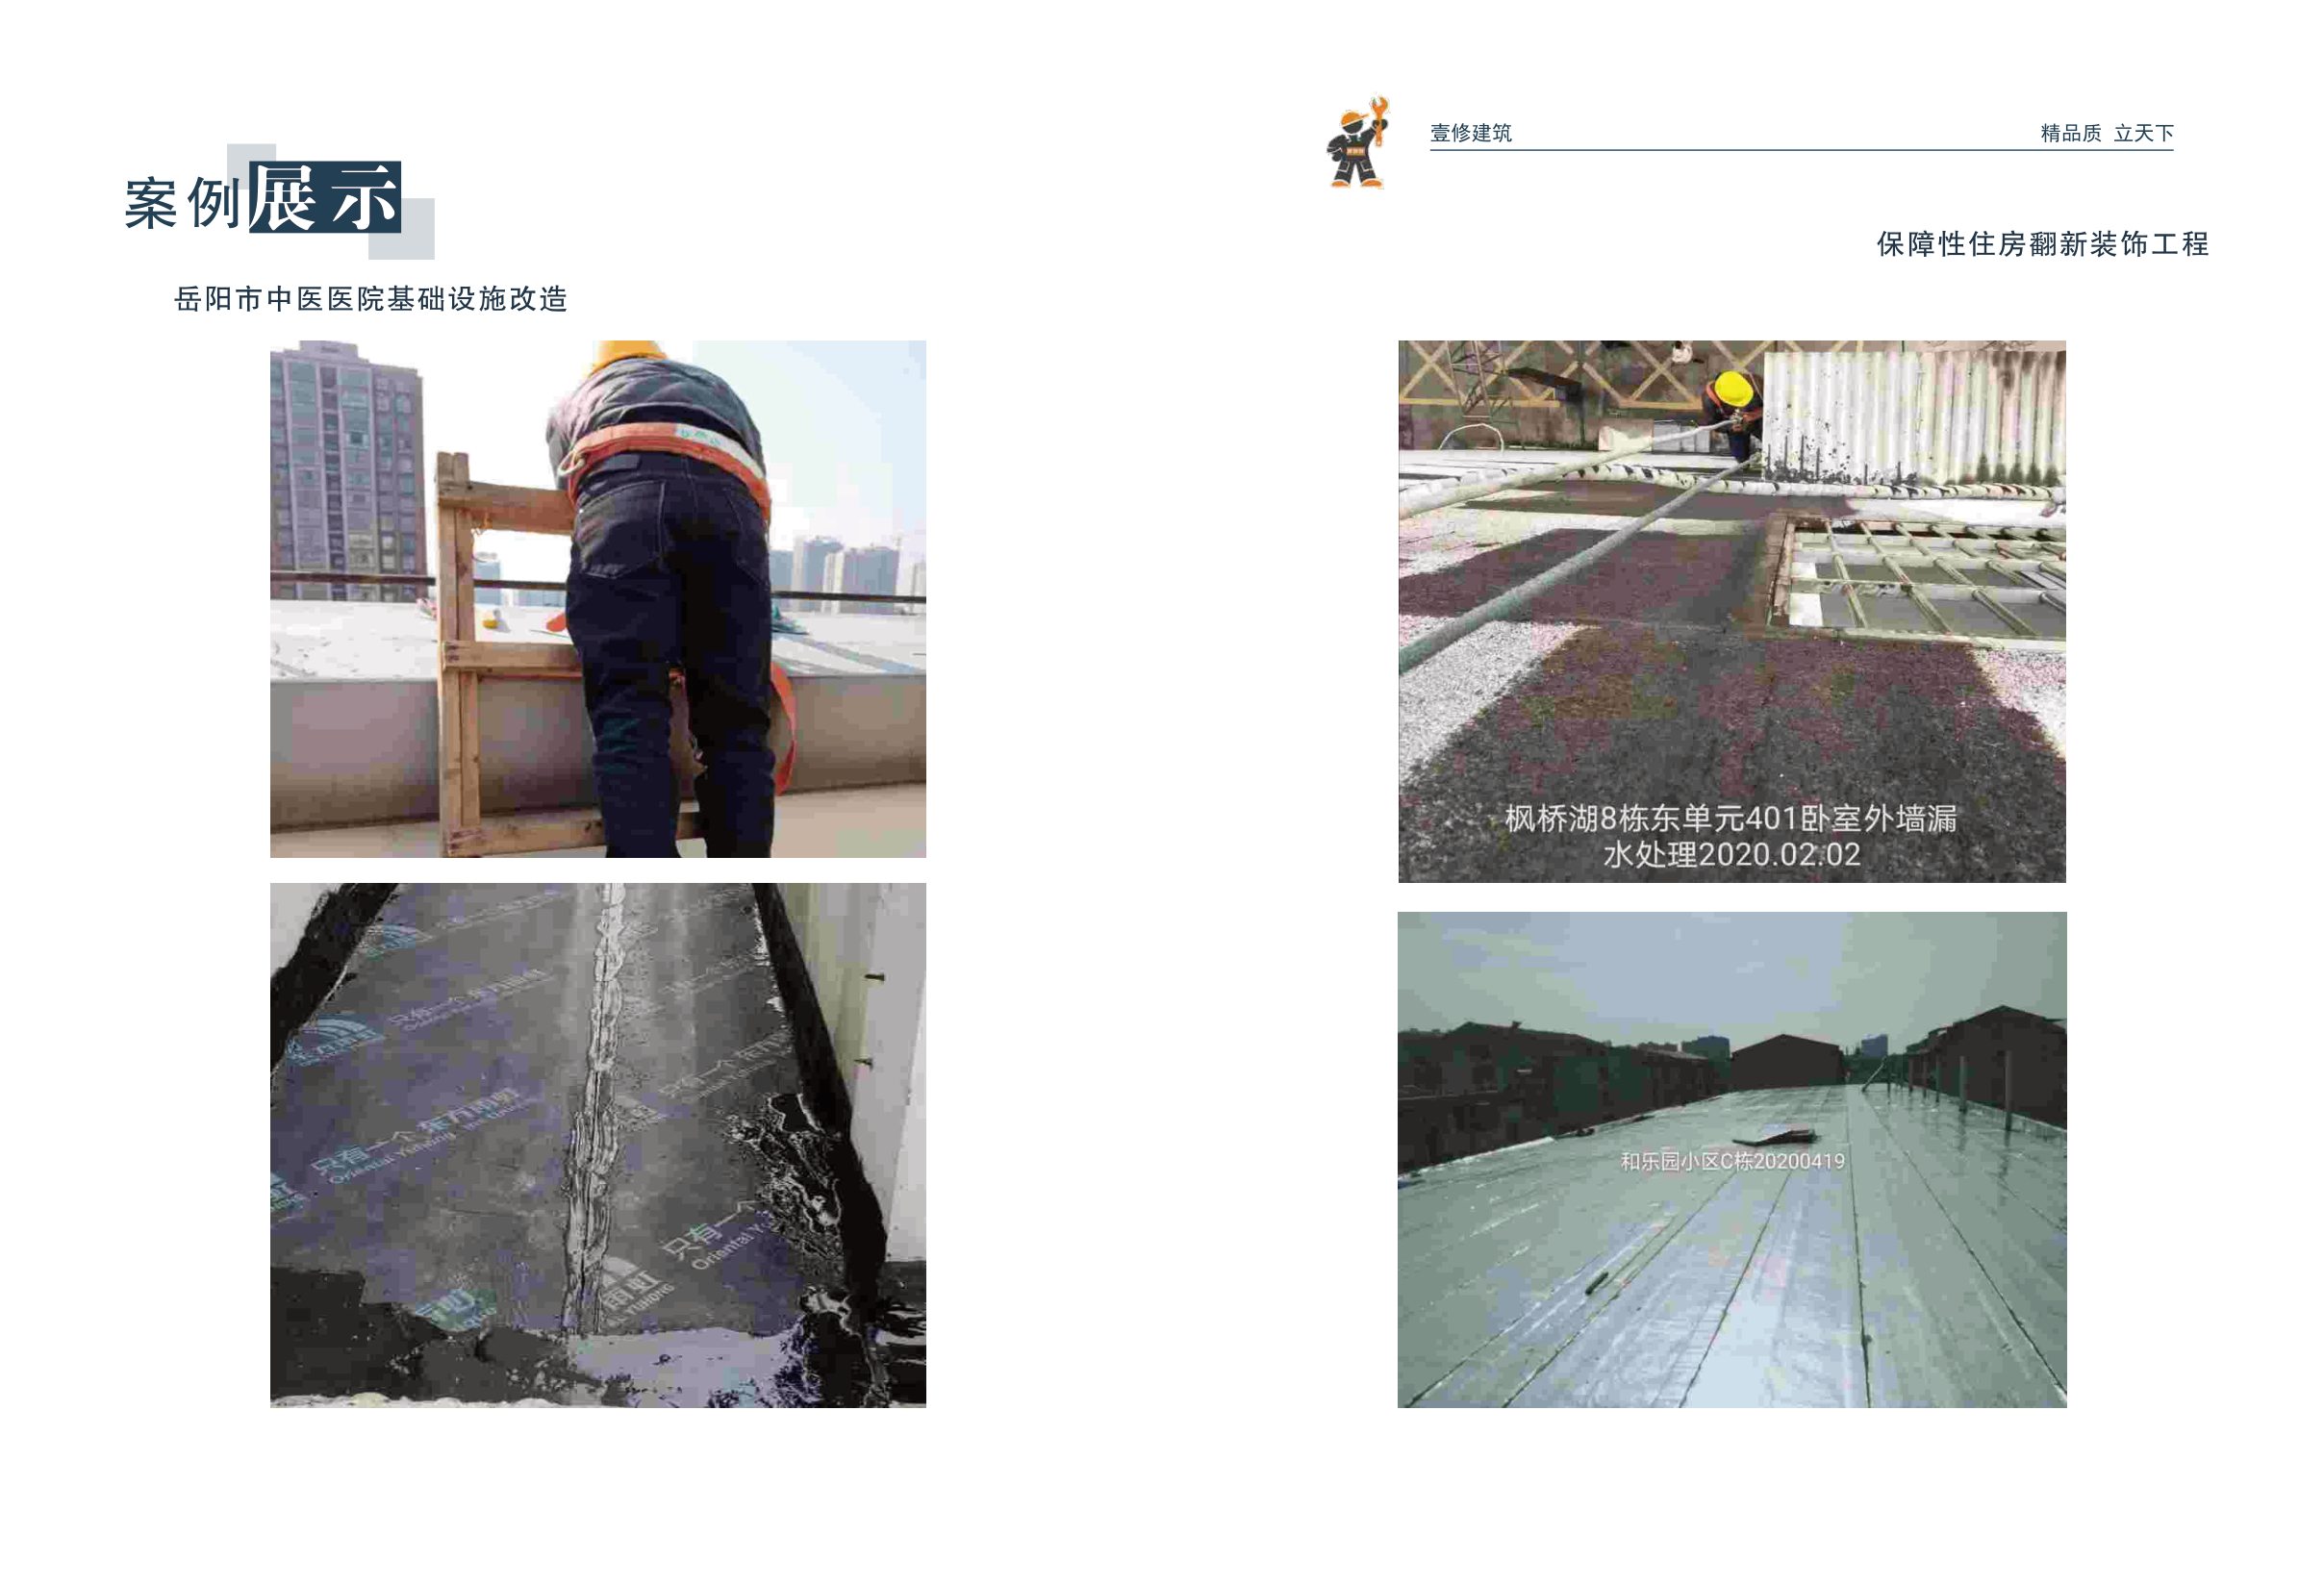 案例展示
岳阳市中医医院基础设施改造
只有一个 东方雨虹
Oriental Yuhong
只有一个
Oriental Y
雨虹
YUHONG
壹修建筑
精品质 立天下
保障性住房翻新装饰工程
枫桥湖8栋东单元401卧室外墙漏
水处理2020.02.02
和乐园小区C栋20200419